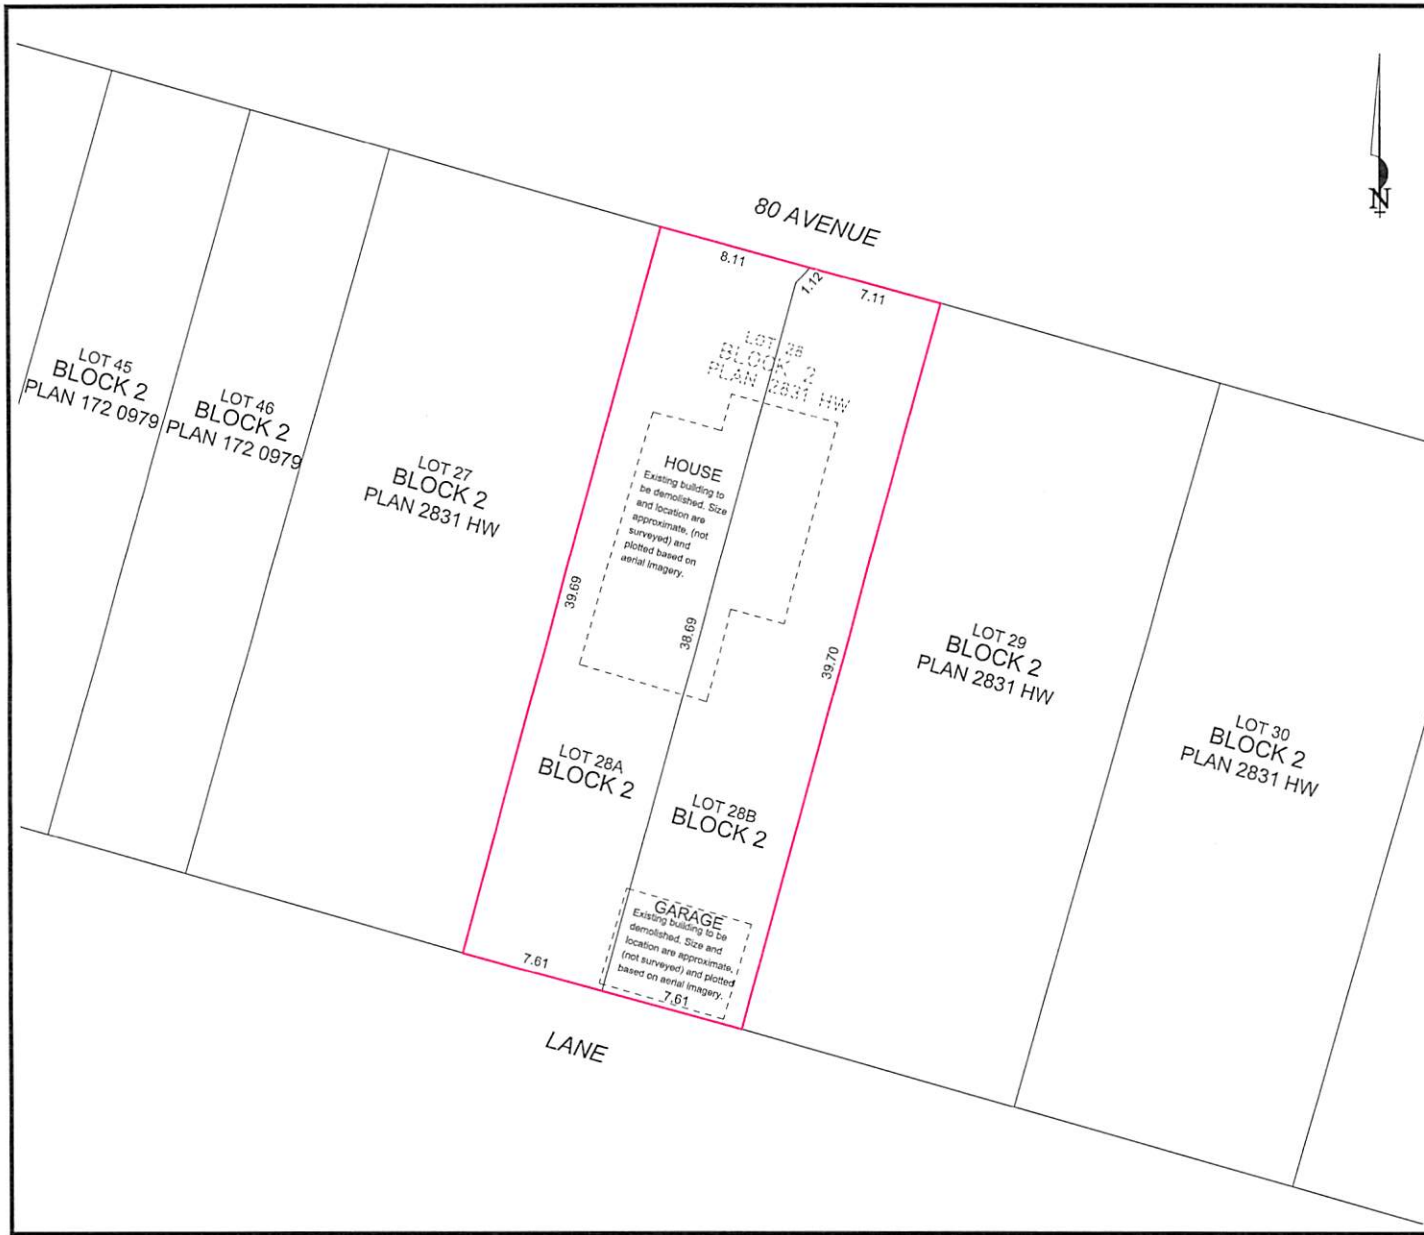 N
80 AVENUE
8.11
1.12
7.11
LOT 28
BLOCK 2
PLAN 2831 HW
LOT 45
BLOCK 2
PLAN 172 0979
LOT 46
BLOCK 2
PLAN 172 0979
LOT 27
BLOCK 2
PLAN 2831 HW
HOUSE
Existing building to
be demolished. Size
and location are
approximate, (not
surveyed) and
plotted based on
aerial imagery.
39.69
38.69
39.70
LOT 29
BLOCK 2
PLAN 2831 HW
LOT 30
BLOCK 2
PLAN 2831 HW
LOT 28A
BLOCK 2
LOT 28B
BLOCK 2
GARAGE
Existing building to be
demolished. Size and
location are approximate,
(not surveyed) and plotted
based on aerial imagery.
7.61
7.61
LANE